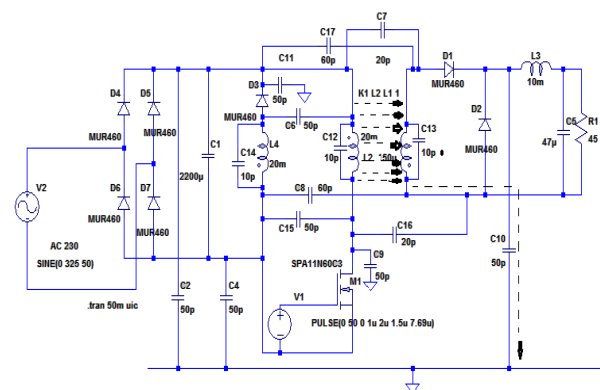 C17
60p
C7
20p
C11
50p
D1
MUR460
L3
10m
D4
D5
D3
MUR460
MUR460
MUR460
C6
50p
K1 L2 L1 1
D2
MUR460
C5
47µ
R1
45
C1
2200µ
C14
10p
L4
20m
C12
10p
20m
L2
150µ
C13
10p
V2
D6
D7
MUR460
MUR460
C8
60p
C15
50p
C16
20p
AC 230
SINE(0 325 50)
C10
50p
SPA11N60C3
C9
50p
M1
.tran 50m uic
C2
50p
C4
50p
V1
PULSE(0 50 0 1u 2u 1.5u 7.69u)